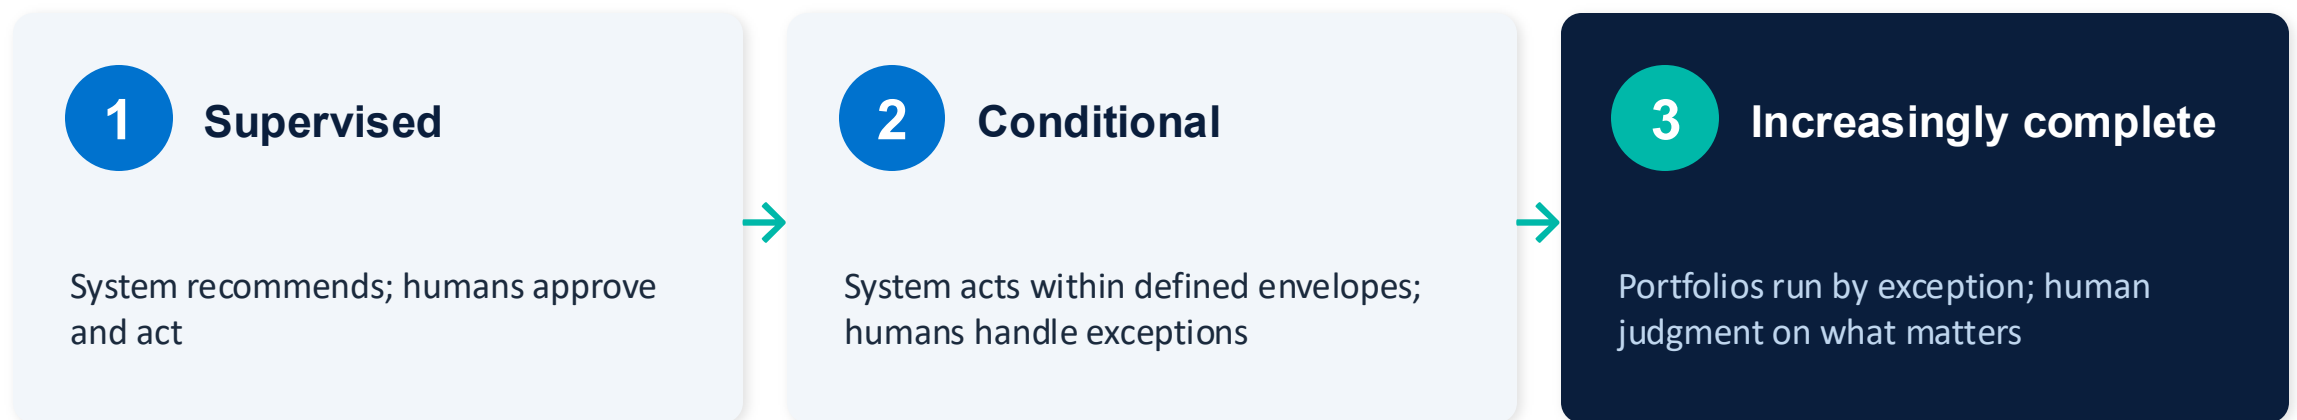 1
Supervised
System recommends; humans approve
and act
2
Conditional
System acts within defined envelopes;
humans handle exceptions
3
Increasingly complete
Portfolios run by exception; human
judgment on what matters